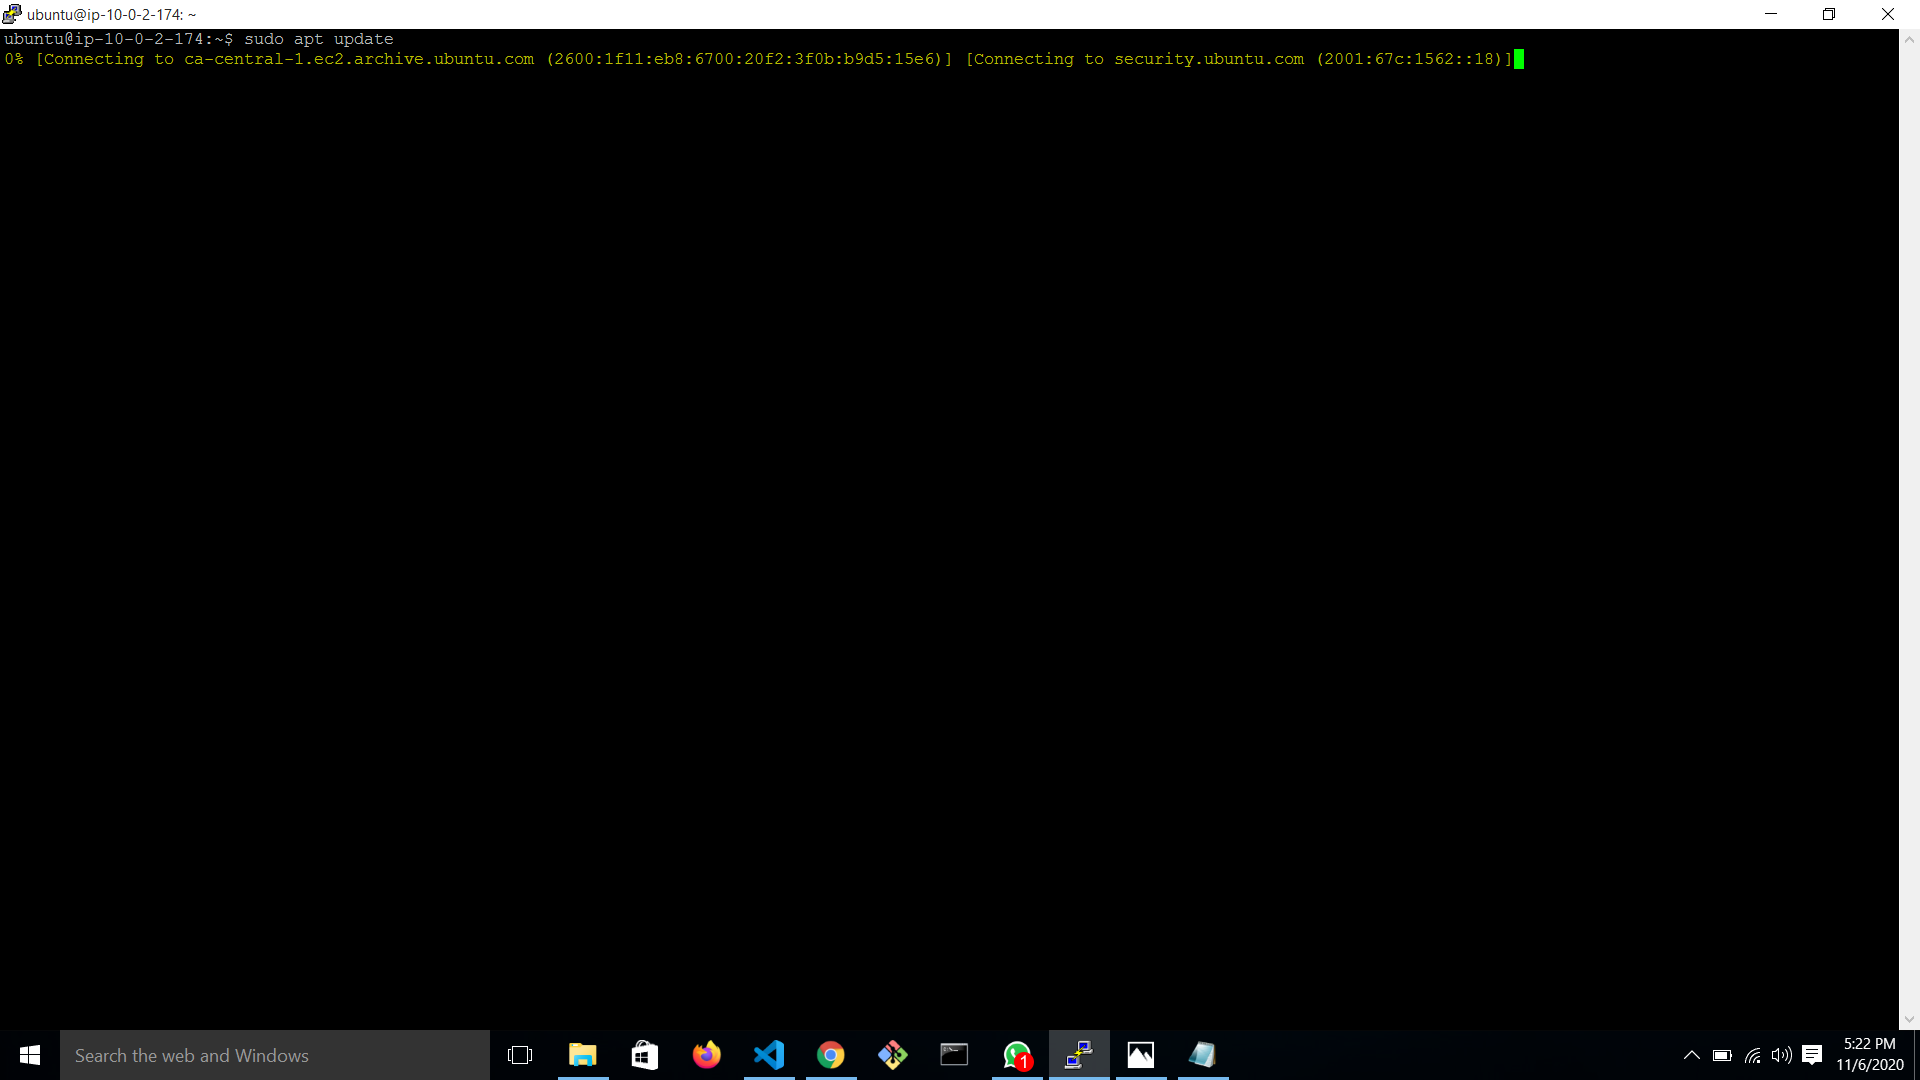 ubuntu@ip-10-0-2-174: ~
ubuntu@ip-10-0-2-174:~$ sudo apt update
0% [Connecting to ca-central-1.ec2.archive.ubuntu.com (2600:1f11:eb8:6700:20f2:3f0b:b9d5:15e6)] [Connecting to security.ubuntu.com (2001:67c:1562::18)]
Search the web and Windows
1
5:22 PM
11/6/2020